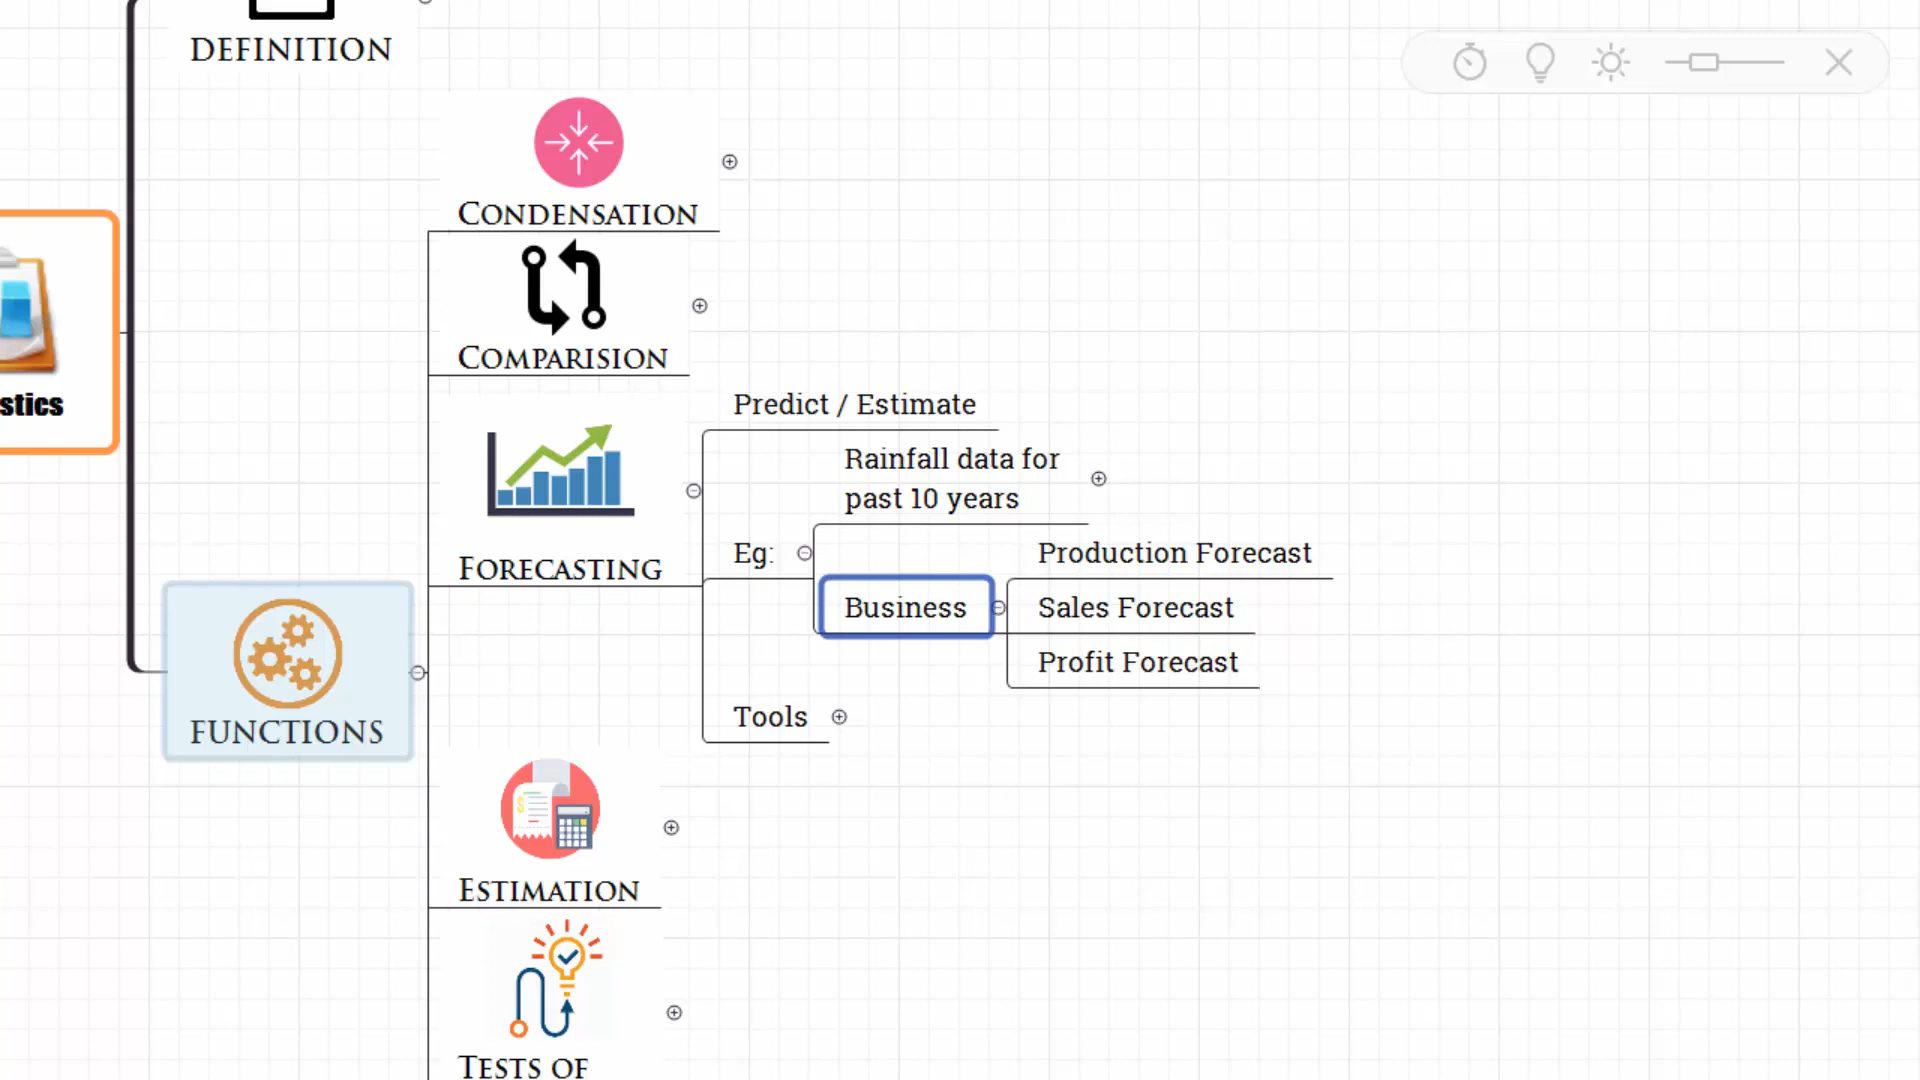 DEFINITION
CONDENSATION
COMPARISION
stics
Predict / Estimate
Rainfall data for
past 10 years
Eg:
Production Forecast
FORECASTING
Business
Sales Forecast
Profit Forecast
FUNCTIONS
Tools
ESTIMATION
TESTS OF